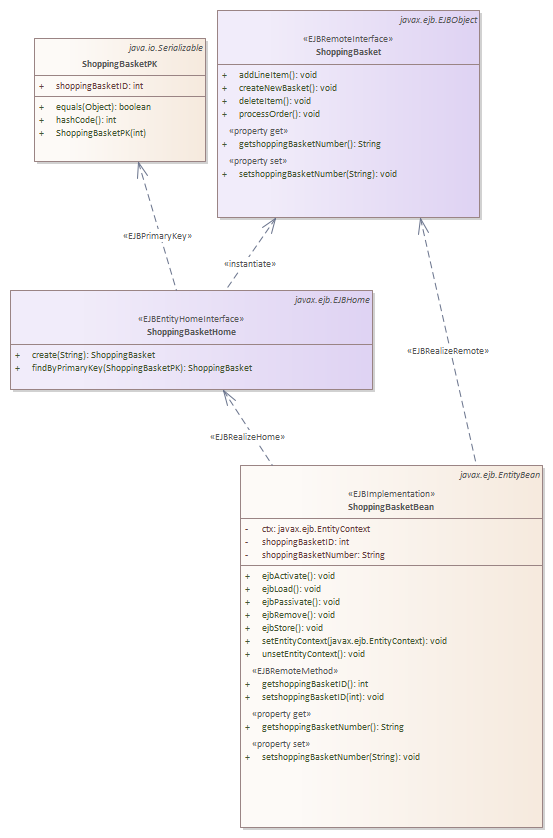 java.io.Serializable
ShoppingBasketPK
+ shoppingBasketID: int
+ equals(Object): boolean
+ hashCode(): int
+ ShoppingBasketPK(int)
javax.ejb.EJBObject
«EJBRemoteInterface»
ShoppingBasket
+ addLineItem(): void
+ createNewBasket(): void
+ deleteItem(): void
+ processOrder(): void
«property get»
+ getshoppingBasketNumber(): String
«property set»
+ setshoppingBasketNumber(String): void
«EJBPrimaryKey»
«instantiate»
javax.ejb.EJBHome
«EJBEntityHomeInterface»
ShoppingBasketHome
+ create(String): ShoppingBasket
+ findByPrimaryKey(ShoppingBasketPK): ShoppingBasket
«EJBRealizeRemote»
«EJBRealizeHome»
javax.ejb.EntityBean
«EJBImplementation»
ShoppingBasketBean
- ctx: javax.ejb.EntityContext
- shoppingBasketID: int
- shoppingBasketNumber: String
+ ejbActivate(): void
+ ejbLoad(): void
+ ejbPassivate(): void
+ ejbRemove(): void
+ ejbStore(): void
+ setEntityContext(javax.ejb.EntityContext): void
+ unsetEntityContext(): void
«EJBRemoteMethod»
+ getshoppingBasketID(): int
+ setshoppingBasketID(int): void
«property get»
+ getshoppingBasketNumber(): String
«property set»
+ setshoppingBasketNumber(String): void